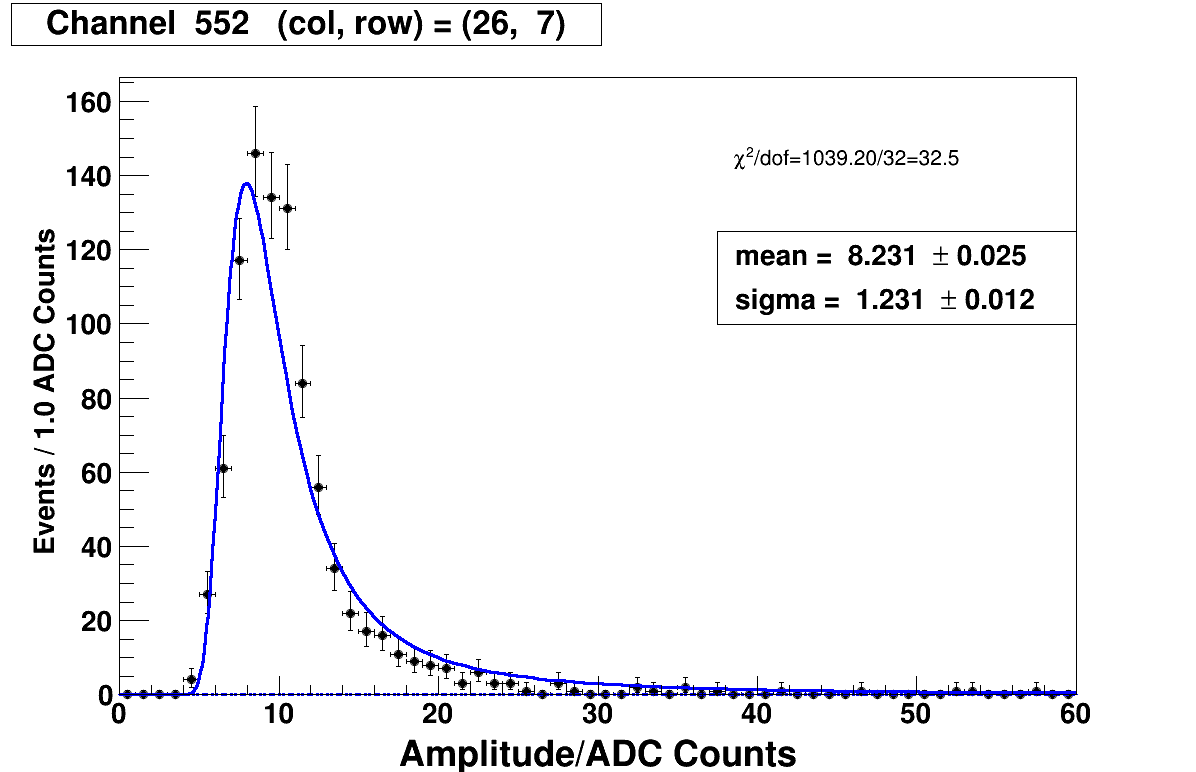 Channel 552 (col, row) = (26, 7)
160
140
120
100
80
60
40
20
0
Events / 1.0 ADC Counts
χ²/dof=1039.20/32=32.5
mean = 8.231 ± 0.025
sigma = 1.231 ± 0.012
0 10 20 30 40 50 60
Amplitude/ADC Counts